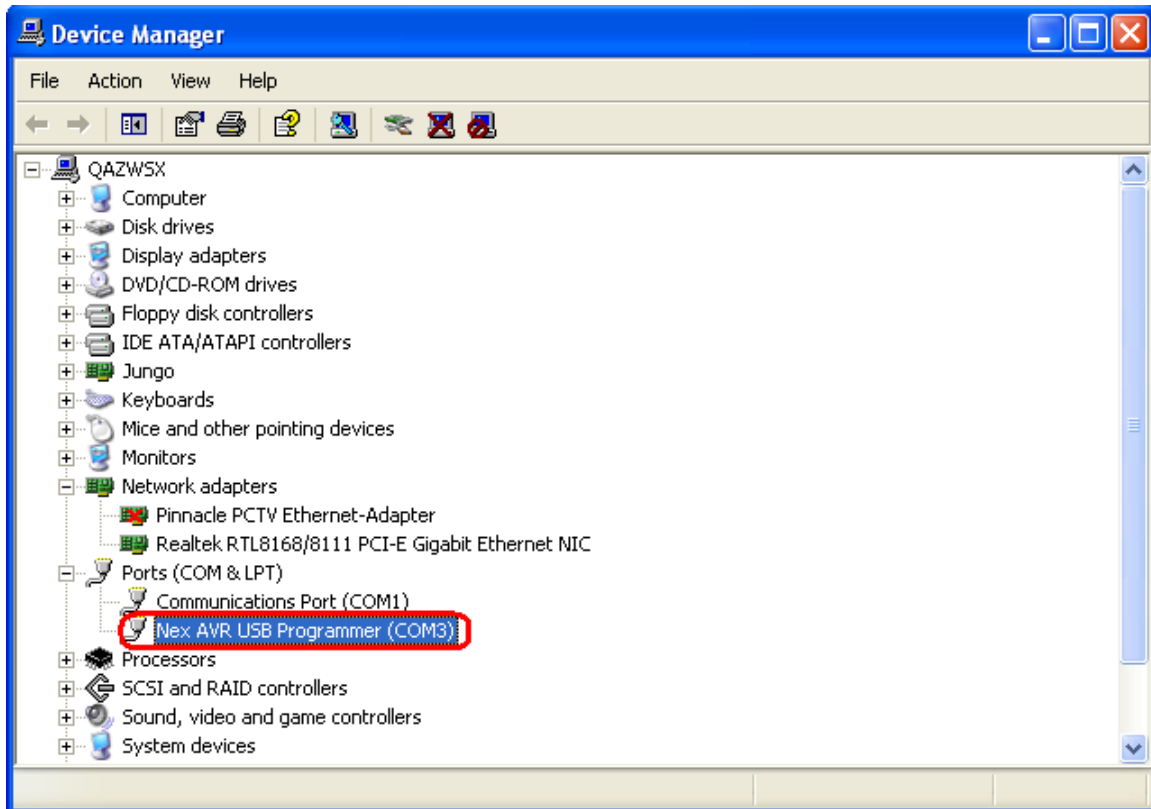 Device Manager
File Action View Help
QAZWSX
Computer
Disk drives
Display adapters
DVD/CD-ROM drives
Floppy disk controllers
IDE ATA/ATAPI controllers
Jungo
Keyboards
Mice and other pointing devices
Monitors
Network adapters
Pinnacle PCTV Ethernet-Adapter
Realtek RTL8168/8111 PCI-E Gigabit Ethernet NIC
Ports (COM & LPT)
Communications Port (COM1)
Nex AVR USB Programmer (COM3)
Processors
SCSI and RAID controllers
Sound, video and game controllers
System devices